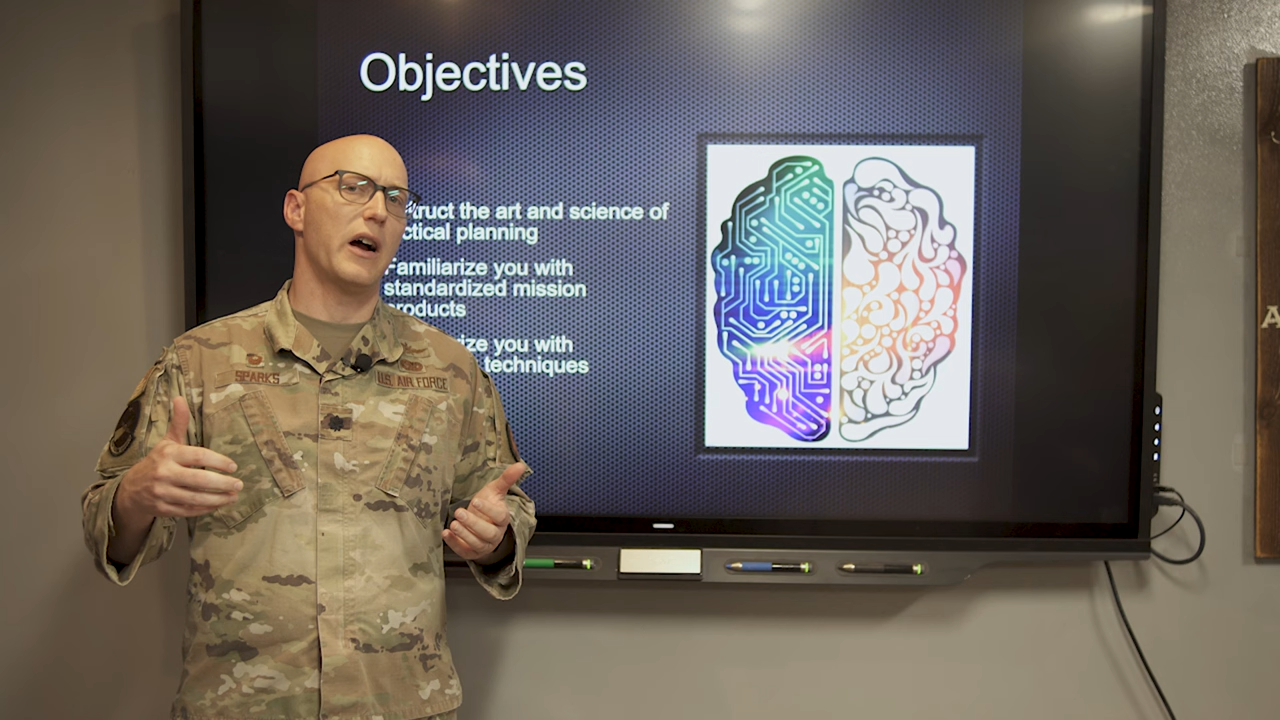 Objectives
truct the art and science of
ctical planning
Familiarize you with
standardized mission
roducts
ize you with
techniques
SPARKS
U.S. AIR FORCE
A